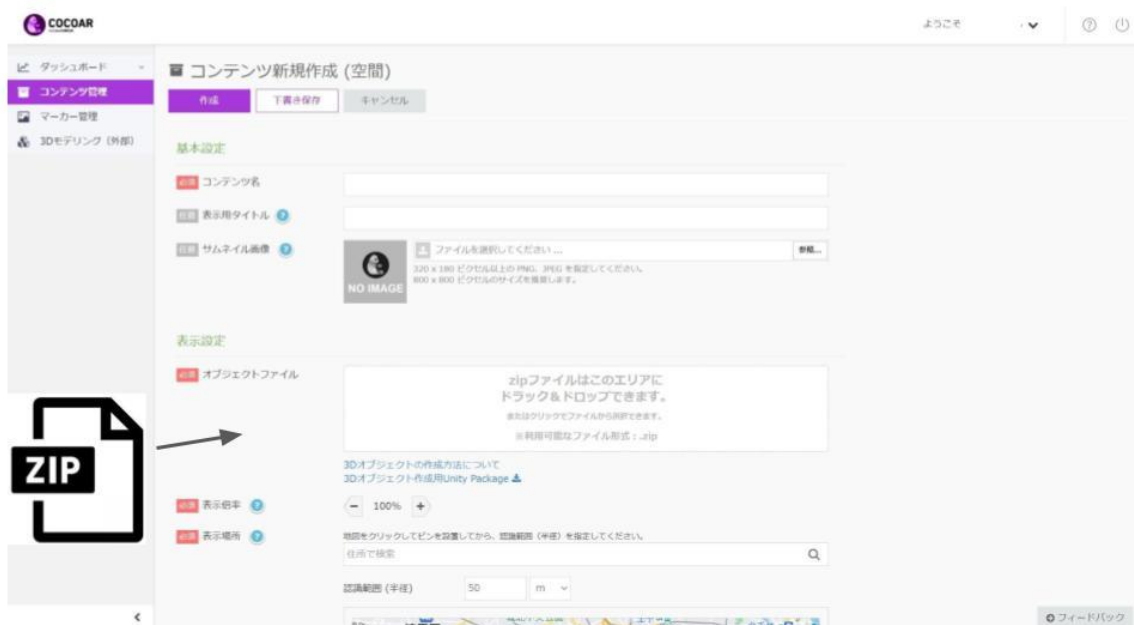 COCOAR
ようこそ
ダッシュボード
コンテンツ管理
マーカー管理
3Dモデリング (外部)
コンテンツ新規作成 (空間)
作成
下書き保存
キャンセル
基本設定
必須 コンテンツ名
任意 表示用タイトル
任意 サムネイル画像
NO IMAGE
ファイルを選択してください ...
参照...
320 x 180 ピクセル以上の PNG、JPEG を指定してください。
800 x 800 ピクセルのサイズを推奨します。
表示設定
必須 オブジェクトファイル
zipファイルはこのエリアに
ドラック&ドロップできます。
またはクリックでファイルから選択できます。
※利用可能なファイル形式:.zip
3Dオブジェクトの作成方法について
3Dオブジェクト作成用Unity Package
ZIP
必須 表示倍率
100%
必須 表示場所
地図をクリックしてピンを設置してから、認識範囲(半径)を指定してください。
住所で検索
認識範囲 (半径)
50
m
フィードバック